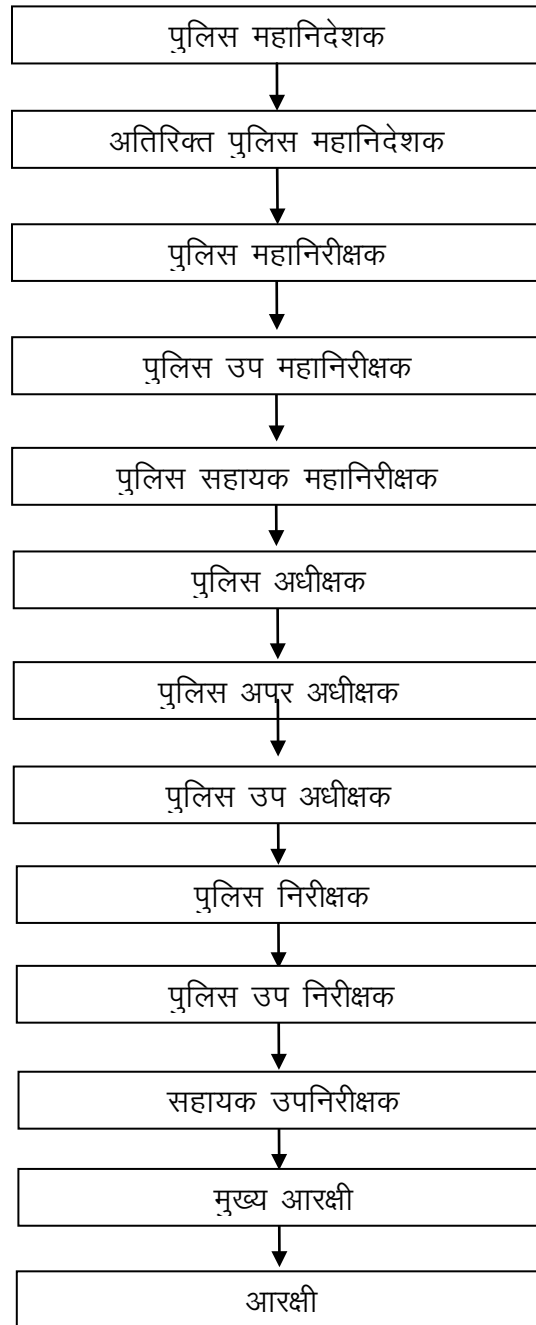 पुलिस महानिदेशक
अतिरिक्त पुलिस महानिदेशक
पुलिस महानिरीक्षक
पुलिस उप महानिरीक्षक
पुलिस सहायक महानिरीक्षक
पुलिस अधीक्षक
पुलिस अपर अधीक्षक
पुलिस उप अधीक्षक
पुलिस निरीक्षक
पुलिस उप निरीक्षक
सहायक उपनिरीक्षक
मुख्य आरक्षी
आरक्षी